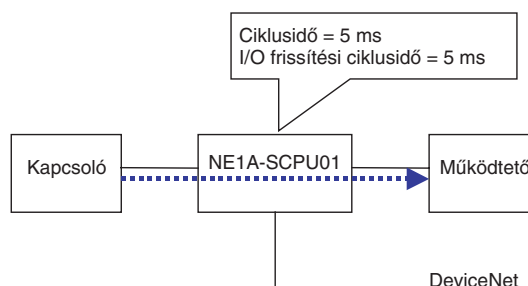 Ciklusidő = 5 ms
I/O frissítési ciklusidő = 5 ms
Kapcsoló
NE1A-SCPU01
Működtető
DeviceNet